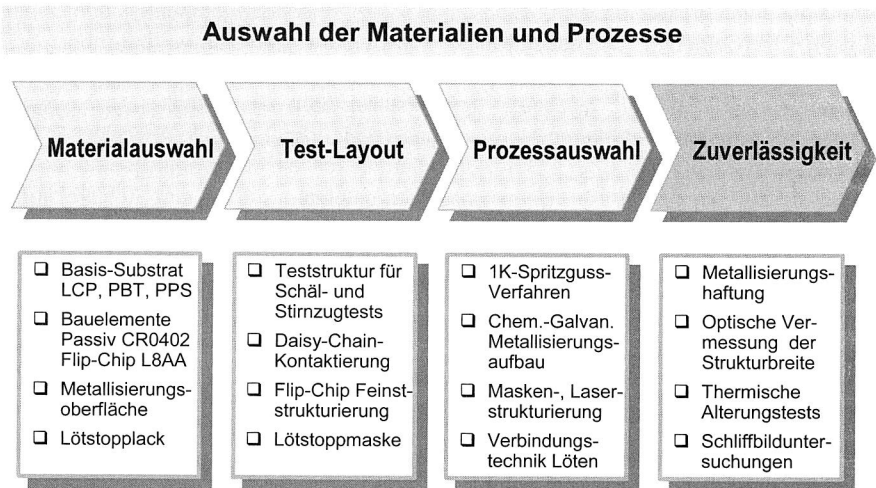 Auswahl der Materialien und Prozesse
Materialauswahl
Test-Layout
Prozessauswahl
Zuverlässigkeit
❑ Basis-Substrat
LCP, PBT, PPS
❑ Bauelemente
Passiv CR0402
Flip-Chip L8AA
❑ Metallisierungs-
oberfläche
❑ Lötstopplack
❑ Teststruktur für
Schäl- und
Stirnzugtests
❑ Daisy-Chain-
Kontaktierung
❑ Flip-Chip Feinst-
strukturierung
❑ Lötstoppmaske
❑ 1K-Spritzguss-
Verfahren
❑ Chem.-Galvan.
Metallisierungs-
aufbau
❑ Masken-, Laser-
strukturierung
❑ Verbindungs-
technik Löten
❑ Metallisierungs-
haftung
❑ Optische Ver-
messung der
Strukturbreite
❑ Thermische
Alterungstests
❑ Schliffbildunter-
suchungen